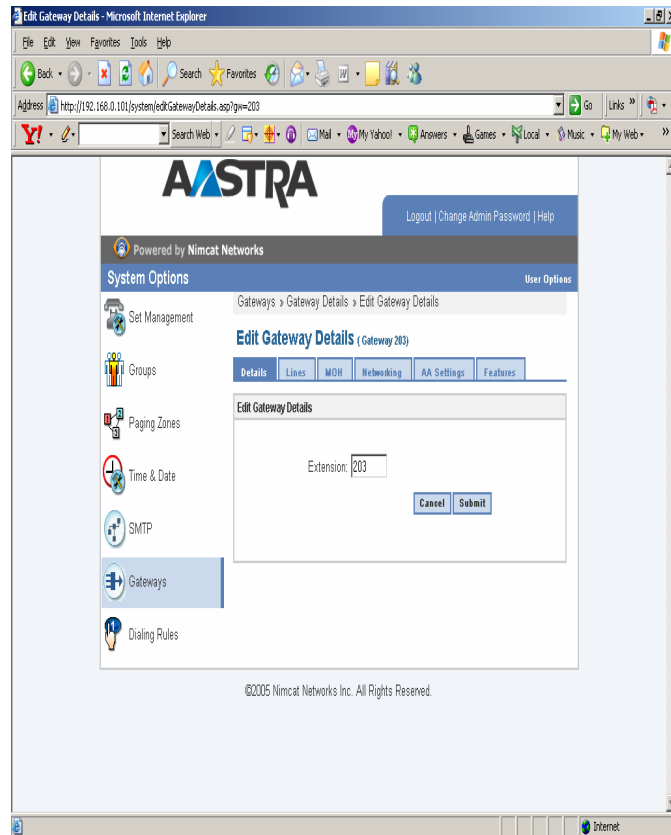 Edit Gateway Details - Microsoft Internet Explorer
File Edit View Favorites Tools Help
Back Search Favorites
Address http://192.168.0.101/system/editGatewayDetails.asp?gw=203 Go Links »
Y! Search Web Mail My Yahoo! Answers Games Local Music My Web »
AASTRA
Logout | Change Admin Password | Help
Powered by Nimcat Networks
System Options User Options
Gateways » Gateway Details » Edit Gateway Details
Set Management
Edit Gateway Details ( Gateway 203)
Groups
Details Lines MOH Networking AA Settings Features
Edit Gateway Details
Paging Zones
Extension: 203
Time & Date
Cancel Submit
SMTP
Gateways
Dialing Rules
©2005 Nimcat Networks Inc. All Rights Reserved.
Internet